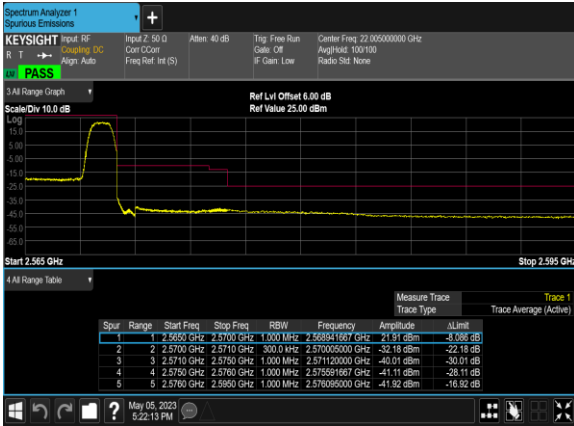 Spectrum Analyzer 1
Spurious Emissions
KEYSIGHT
R T
LM PASS
Input: RF
Coupling: DC
Align: Auto
Input Z: 50 Ω
Corr CCorr
Freq Ref: Int (S)
Atten: 40 dB
Trig: Free Run
Gate: Off
IF Gain: Low
Center Freq: 22.005000000 GHz
Avg|Hold: 100/100
Radio Std: None
3 All Range Graph
Scale/Div 10.0 dB
Ref Lvl Offset 6.00 dB
Ref Value 25.00 dBm
Log
15.0
5.00
-5.00
-15.0
-25.0
-35.0
-45.0
-55.0
-65.0
Start 2.565 GHz
Stop 2.595 GHz
4 All Range Table
Measure Trace Trace 1
Trace Type Trace Average (Active)
Spur Range Start Freq Stop Freq RBW Frequency Amplitude ΔLimit
1 1 2.5650 GHz 2.5700 GHz 1.000 MHz 2.568941667 GHz 21.91 dBm -8.086 dB
2 2 2.5700 GHz 2.5710 GHz 300.0 kHz 2.570005000 GHz -32.18 dBm -22.18 dB
3 3 2.5710 GHz 2.5750 GHz 1.000 MHz 2.571120000 GHz -40.01 dBm -30.01 dB
4 4 2.5750 GHz 2.5760 GHz 1.000 MHz 2.575591667 GHz -41.11 dBm -28.11 dB
5 5 2.5760 GHz 2.5950 GHz 1.000 MHz 2.576095000 GHz -41.92 dBm -16.92 dB
May 05, 2023
5:22:13 PM